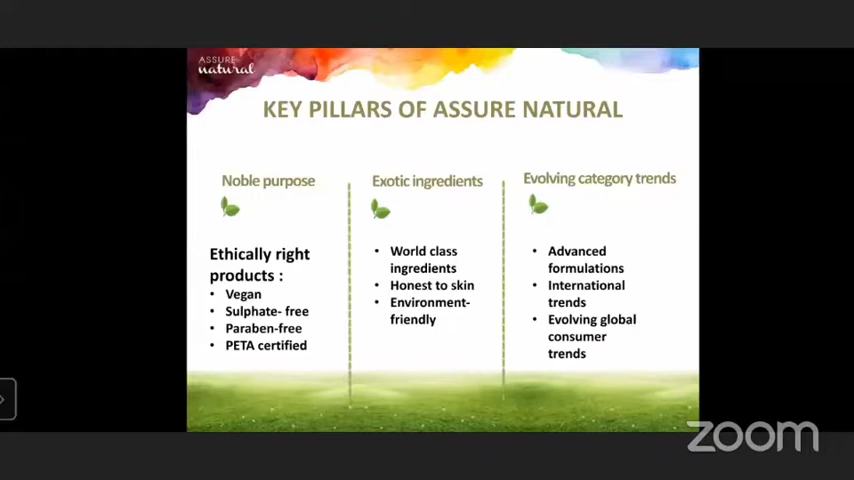 ASSURE
natural
KEY PILLARS OF ASSURE NATURAL
Noble purpose
Ethically right
products :
• Vegan
• Sulphate- free
• Paraben-free
• PETA certified
Exotic ingredients
• World class
ingredients
• Honest to skin
• Environment-
friendly
Evolving category trends
• Advanced
formulations
• International
trends
• Evolving global
consumer
trends
zoom